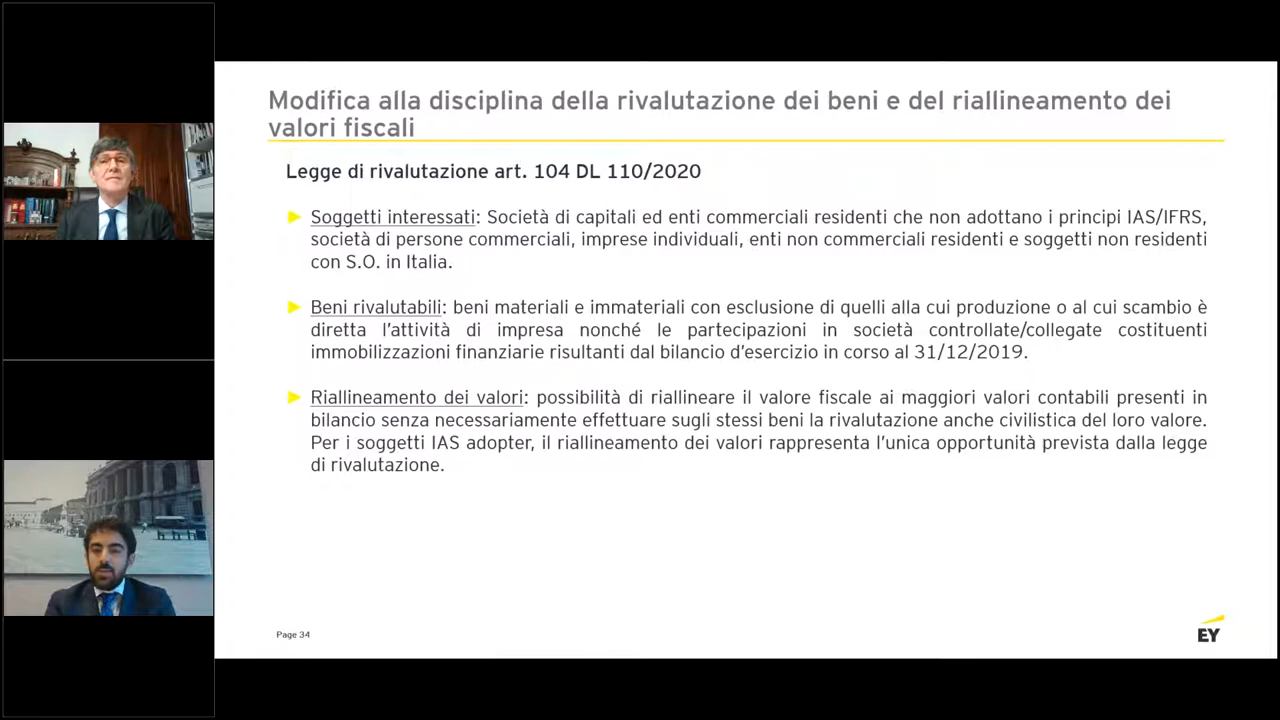 Modifica alla disciplina della rivalutazione dei beni e del riallineamento dei
valori fiscali
Legge di rivalutazione art. 104 DL 110/2020
Soggetti interessati: Società di capitali ed enti commerciali residenti che non adottano i principi IAS/IFRS,
società di persone commerciali, imprese individuali, enti non commerciali residenti e soggetti non residenti
con S.O. in Italia.
Beni rivalutabili: beni materiali e immateriali con esclusione di quelli alla cui produzione o al cui scambio è
diretta l’attività di impresa nonché le partecipazioni in società controllate/collegate costituenti
immobilizzazioni finanziarie risultanti dal bilancio d’esercizio in corso al 31/12/2019.
Riallineamento dei valori: possibilità di riallineare il valore fiscale ai maggiori valori contabili presenti in
bilancio senza necessariamente effettuare sugli stessi beni la rivalutazione anche civilistica del loro valore.
Per i soggetti IAS adopter, il riallineamento dei valori rappresenta l’unica opportunità prevista dalla legge
di rivalutazione.
Page 34
EY